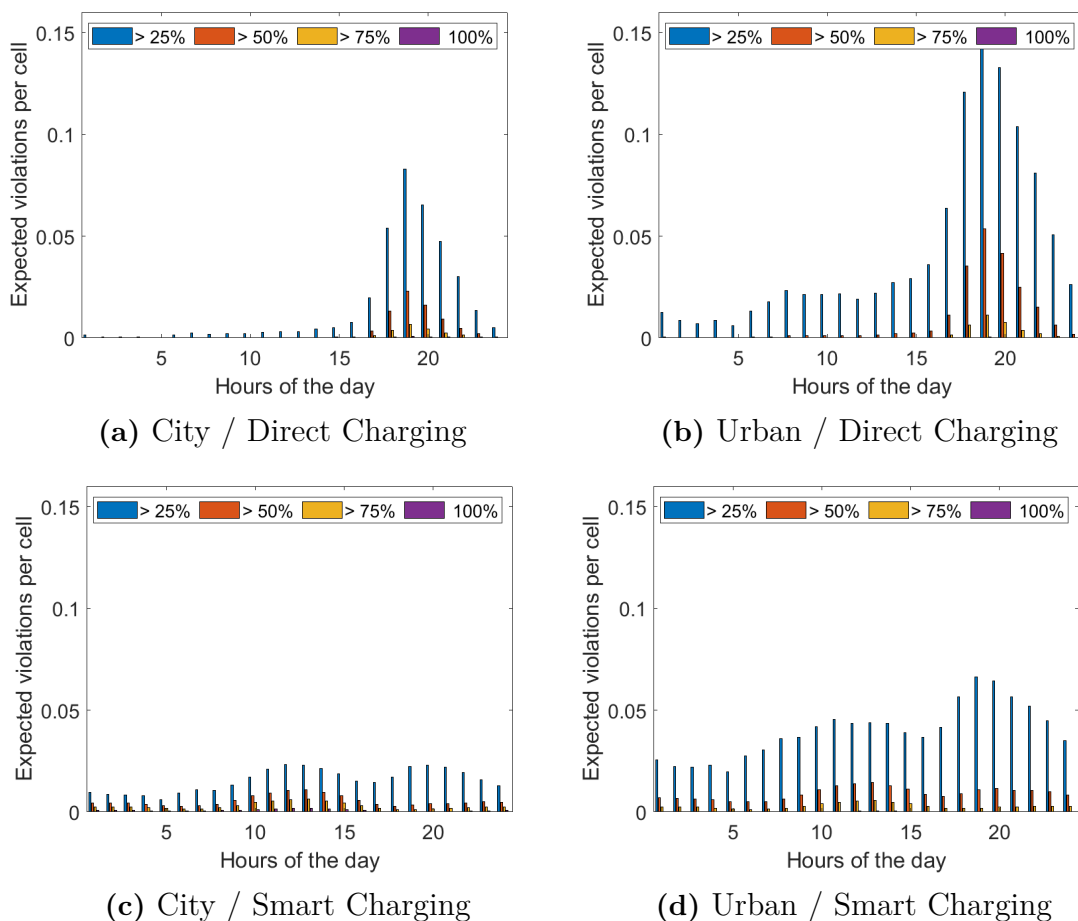 > 25% > 50% > 75% 100%
0.15
0.1
0.05
0
Expected violations per cell
5 10 15 20
Hours of the day
(a) City / Direct Charging
> 25% > 50% > 75% 100%
0.15
0.1
0.05
0
Expected violations per cell
5 10 15 20
Hours of the day
(b) Urban / Direct Charging
> 25% > 50% > 75% 100%
0.15
0.1
0.05
0
Expected violations per cell
5 10 15 20
Hours of the day
(c) City / Smart Charging
> 25% > 50% > 75% 100%
0.15
0.1
0.05
0
Expected violations per cell
5 10 15 20
Hours of the day
(d) Urban / Smart Charging